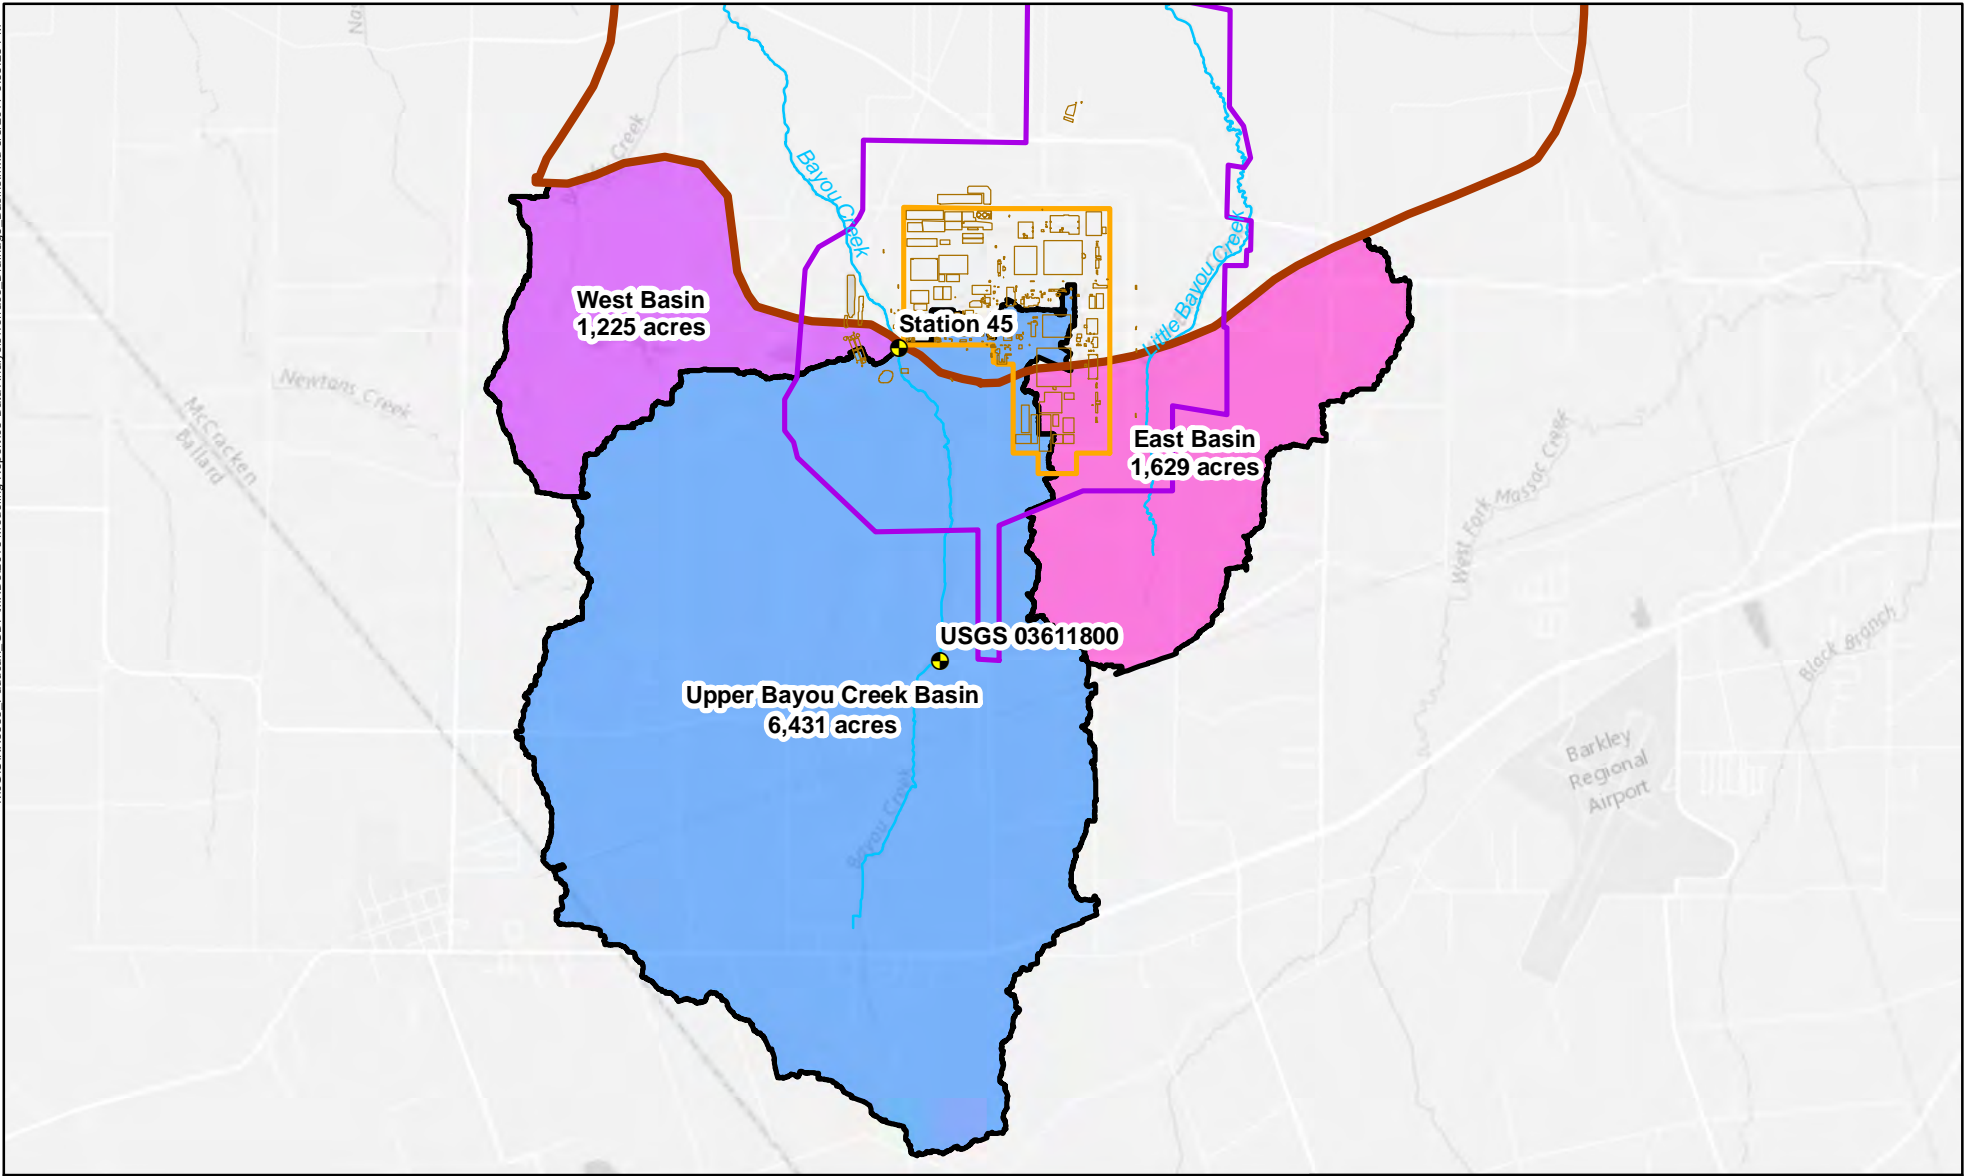 Bayou Creek
Creek
West Basin
1,225 acres
Station 45
Little Bayou Creek
Newtons Creek
McCracken
Ballard
East Basin
1,629 acres
West Fork Massac Creek
USGS 03611800
Black Branch
Upper Bayou Creek Basin
6,431 acres
Barkley
Regional
Airport
Bayou Creek